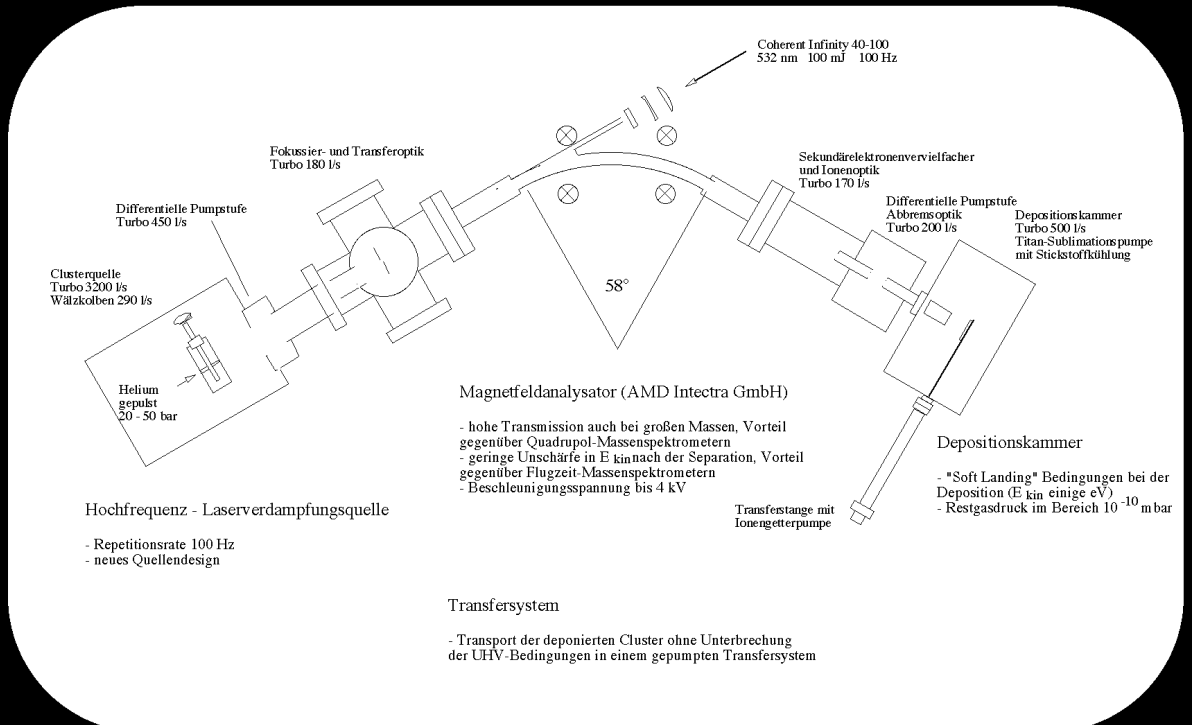 Coherent Infinity 40-100
532 nm 100 mJ 100 Hz
Fokussier- und Transferoptik
Turbo 180 l/s
Sekundärelektronenvervielfacher
und Ionenoptik
Turbo 170 l/s
Differentielle Pumpstufe
Turbo 450 l/s
Differentielle Pumpstufe
Abbremsoptik
Turbo 200 l/s
Depositionskammer
Turbo 500 l/s
Titan-Sublimationspumpe
mit Stickstoffkühlung
Clusterquelle
Turbo 3200 l/s
Wälzkolben 290 l/s
58°
Helium
gepulst
20 - 50 bar
Magnetfeldanalysator (AMD Intectra GmbH)
- hohe Transmission auch bei großen Massen, Vorteil
gegenüber Quadrupol-Massenspektrometern
- geringe Unschärfe in E kin nach der Separation, Vorteil
gegenüber Flugzeit-Massenspektrometern
- Beschleunigungsspannung bis 4 kV
Depositionskammer
- "Soft Landing" Bedingungen bei der
Deposition (E kin einige eV)
- Restgasdruck im Bereich 10 -10 mbar
Transferstange mit
Ionengetterpumpe
Hochfrequenz - Laserverdampfungsquelle
- Repetitionsrate 100 Hz
- neues Quellendesign
Transfersystem
- Transport der deponierten Cluster ohne Unterbrechung
der UHV-Bedingungen in einem gepumpten Transfersystem